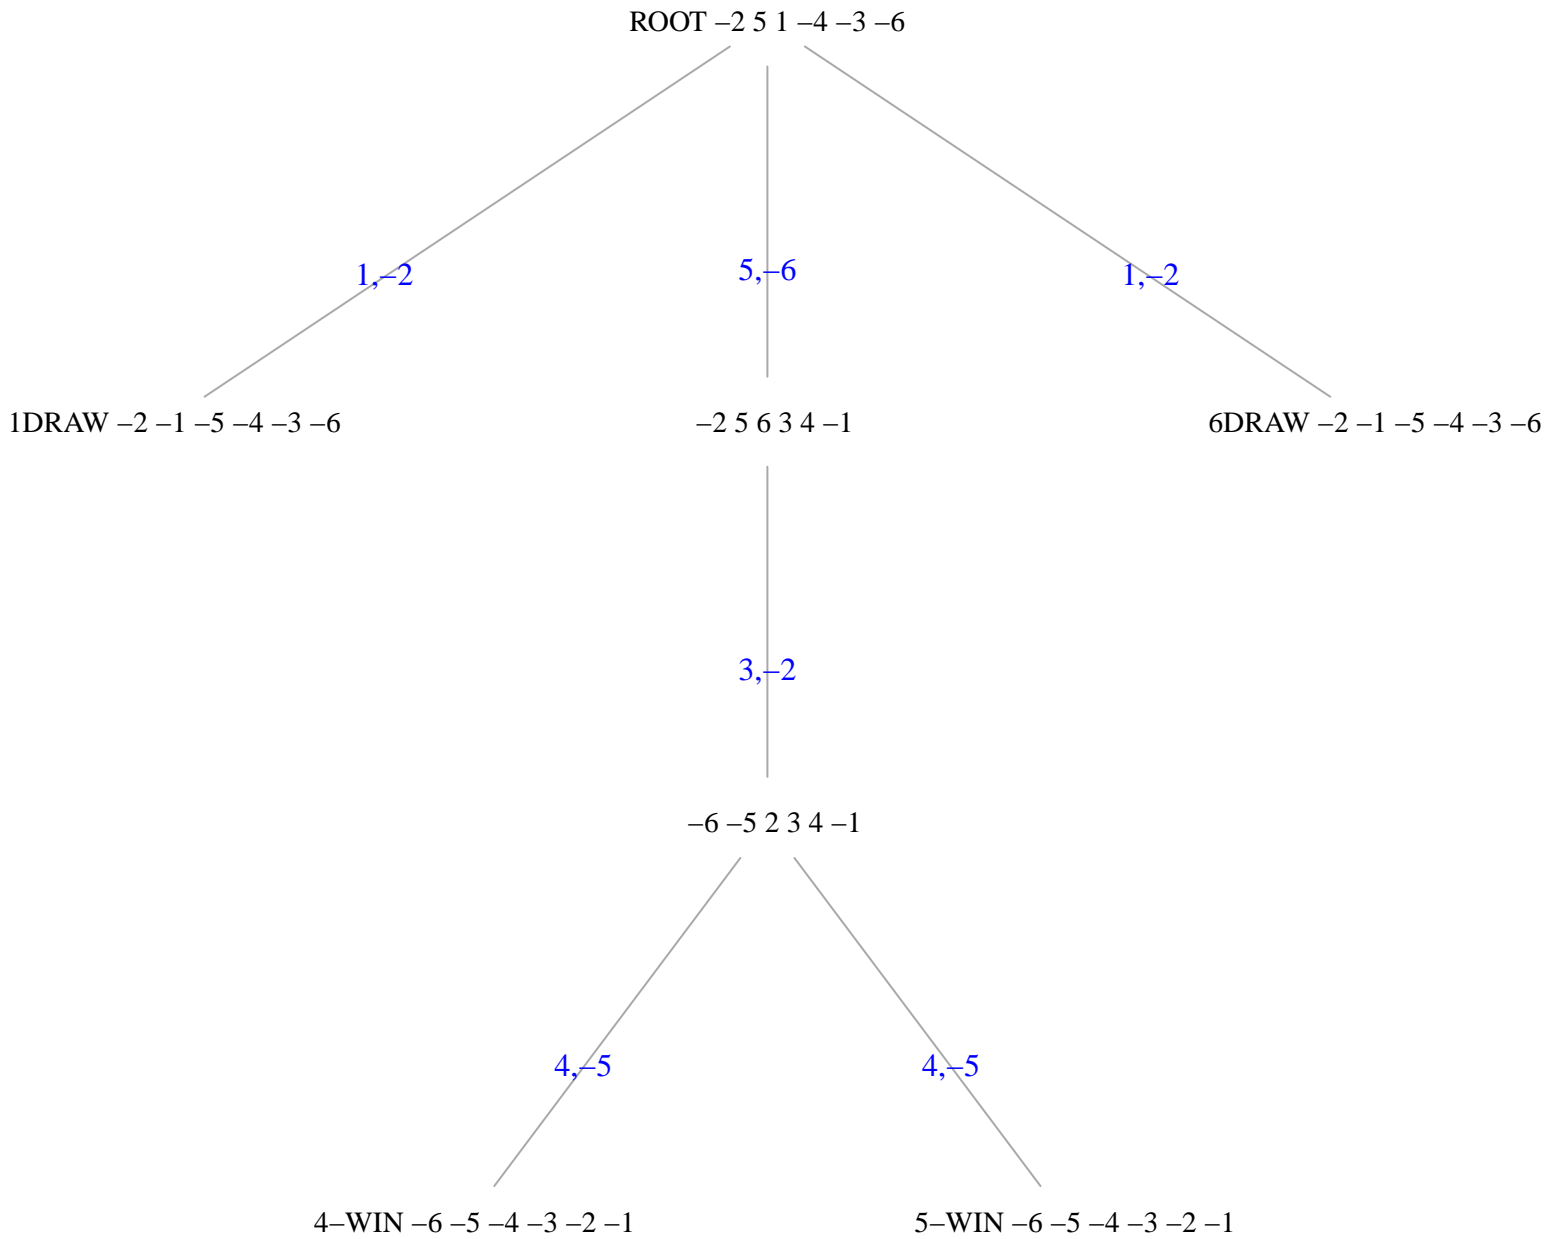 ROOT –2 5 1 –4 –3 –6
1,–2
5,–6
1,–2
1DRAW –2 –1 –5 –4 –3 –6
–2 5 6 3 4 –1
6DRAW –2 –1 –5 –4 –3 –6
3,–2
–6 –5 2 3 4 –1
4,–5
4,–5
4–WIN –6 –5 –4 –3 –2 –1
5–WIN –6 –5 –4 –3 –2 –1